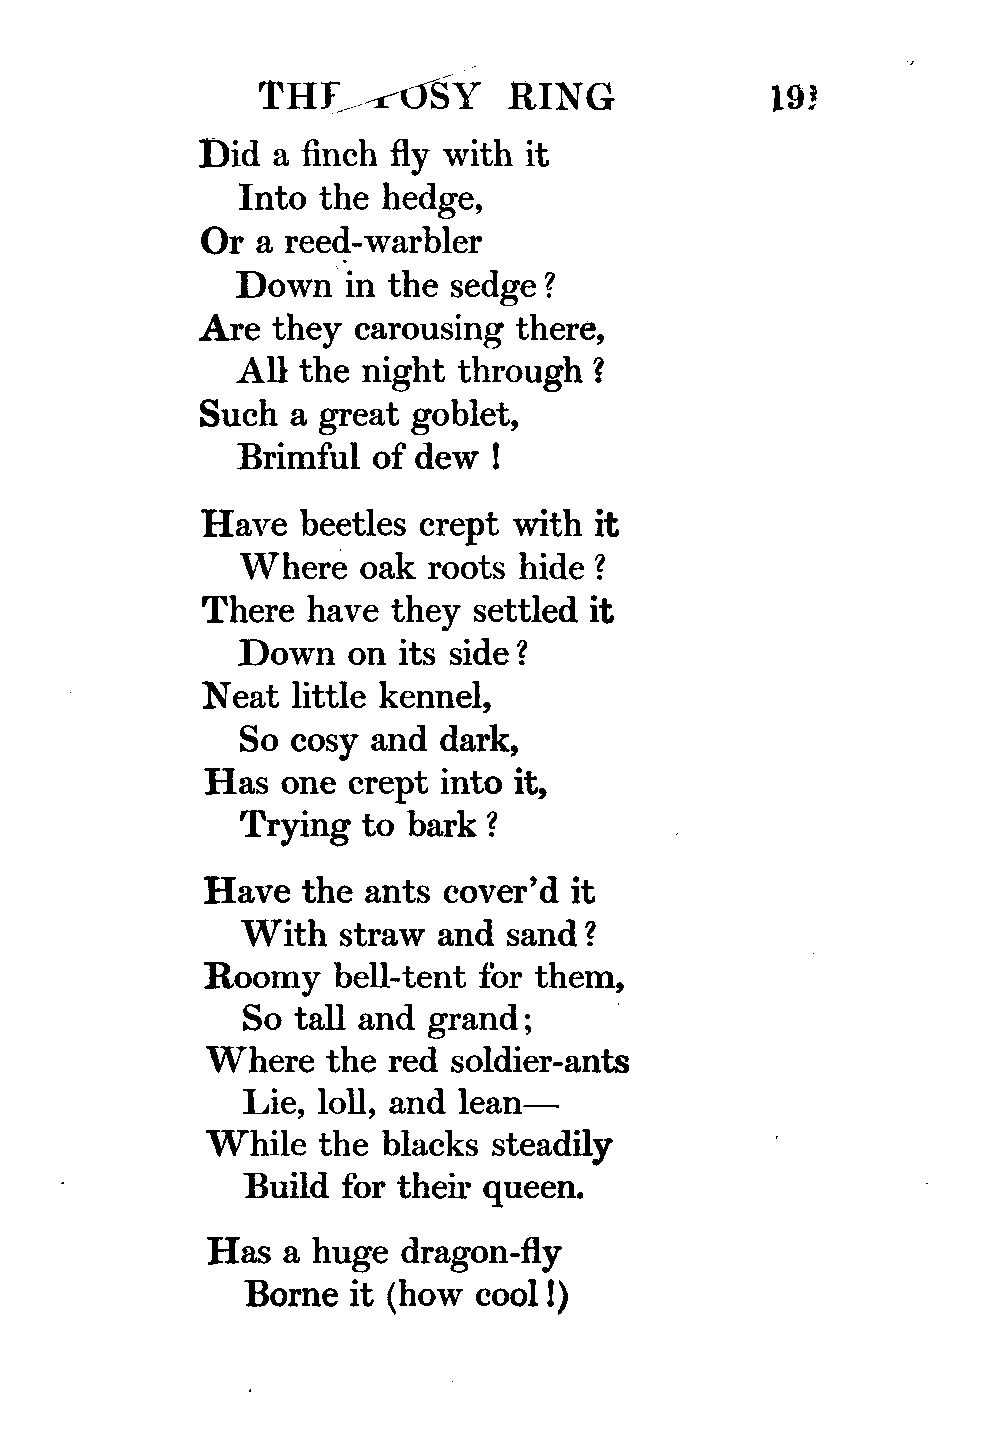 THE POSY RING
Did a finch fly with it
Into the hedge,
Or a reed-warbler
Down in the sedge?
Are they carousing there,
All the night through?
Such a great goblet,
Brimful of dew!
Have beetles crept with it
Where oak roots hide?
There have they settled it
Down on its side?
Neat little kennel,
So cosy and dark,
Has one crept into it,
Trying to bark?
Have the ants cover'd it
With straw and sand?
Roomy bell-tent for them,
So tall and grand;
Where the red soldier-ants
Lie, loll, and lean—
While the blacks steadily
Build for their queen.
Has a huge dragon-fly
Borne it (how cool!)